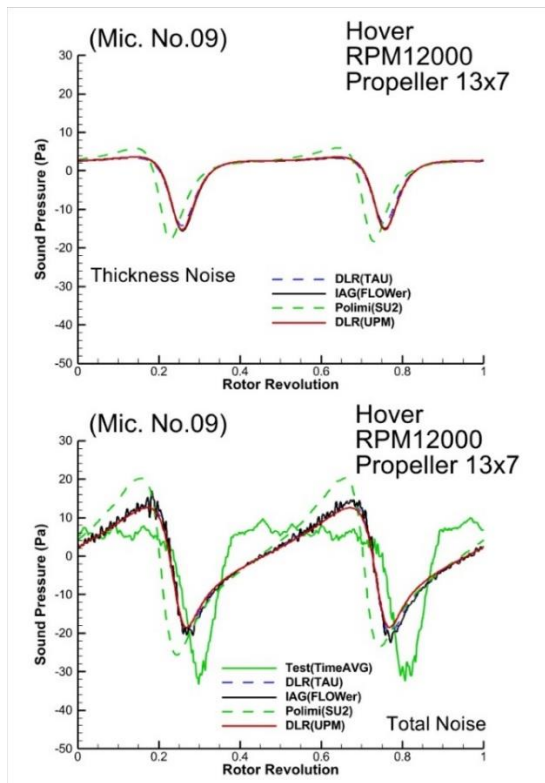 (Mic. No.09)
Hover
RPM12000
Propeller 13x7
30
20
10
0
-10
-20
-30
-40
-50
Sound Pressure (Pa)
Thickness Noise
DLR(TAU)
IAG(FLOWer)
Polimi(SU2)
DLR(UPM)
0 0.2 0.4 0.6 0.8 1
Rotor Revolution
(Mic. No.09)
Hover
RPM12000
Propeller 13x7
30
20
10
0
-10
-20
-30
-40
-50
Sound Pressure (Pa)
Test(TimeAVG)
DLR(TAU)
IAG(FLOWer)
Polimi(SU2)
DLR(UPM)
Total Noise
0 0.2 0.4 0.6 0.8 1
Rotor Revolution